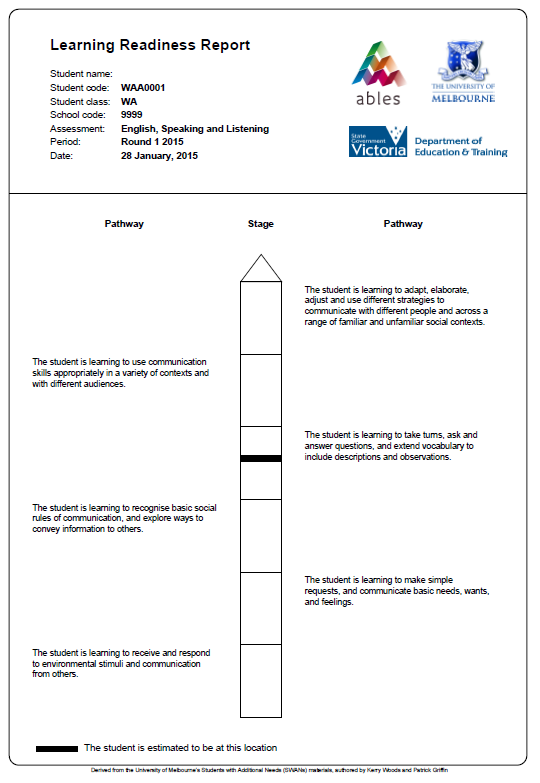 Learning Readiness Report
Student name:
Student code: WAA0001
Student class: WA
School code: 9999
Assessment: English, Speaking and Listening
Period: Round 1 2015
Date: 28 January, 2015
ables
THE UNIVERSITY OF
MELBOURNE
State
Government
Victoria
Department of
Education & Training
Pathway Stage Pathway
The student is learning to adapt, elaborate,
adjust and use different strategies to
communicate with different people and across a
range of familiar and unfamiliar social contexts.
The student is learning to use communication
skills appropriately in a variety of contexts and
with different audiences.
The student is learning to take turns, ask and
answer questions, and extend vocabulary to
include descriptions and observations.
The student is learning to recognise basic social
rules of communication, and explore ways to
convey information to others.
The student is learning to make simple
requests, and communicate basic needs, wants,
and feelings.
The student is learning to receive and respond
to environmental stimuli and communication
from others.
The student is estimated to be at this location
Derived from the University of Melbourne's Students with Additional Needs (SWANs) materials, authored by Kerry Woods and Patrick Griffin